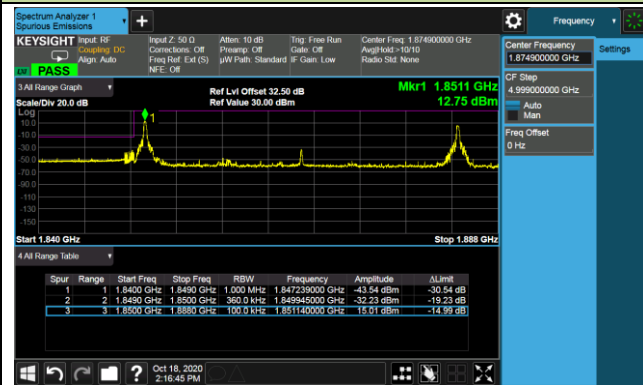 Spectrum Analyzer 1
Spurious Emissions
Frequency
KEYSIGHT
Input: RF
Coupling: DC
Align: Auto
Input Z: 50 Ω
Corrections: Off
Freq Ref: Ext (S)
NFE: Off
Atten: 10 dB
Preamp: Off
µW Path: Standard
Trig: Free Run
Gate: Off
IF Gain: Low
Center Freq: 1.874900000 GHz
Avg|Hold:>10/10
Radio Std: None
PASS
Center Frequency
1.874900000 GHz
Settings
CF Step
4.999000000 GHz
Auto
Man
Freq Offset
0 Hz
3 All Range Graph
Scale/Div 20.0 dB
Ref Lvl Offset 32.50 dB
Ref Value 30.00 dBm
Mkr1 1.8511 GHz
12.75 dBm
Log
10.0
-10.0
-30.0
-50.0
-70.0
-90.0
-110
-130
-150
1
Start 1.840 GHz
Stop 1.888 GHz
4 All Range Table
Spur Range Start Freq Stop Freq RBW Frequency Amplitude ΔLimit
1 1 1.8400 GHz 1.8490 GHz 1.000 MHz 1.847239000 GHz -43.54 dBm -30.54 dB
2 2 1.8490 GHz 1.8500 GHz 360.0 kHz 1.849945000 GHz -32.23 dBm -19.23 dB
3 3 1.8500 GHz 1.8880 GHz 100.0 kHz 1.851140000 GHz 15.01 dBm -14.99 dB
?
Oct 18, 2020
2:16:45 PM